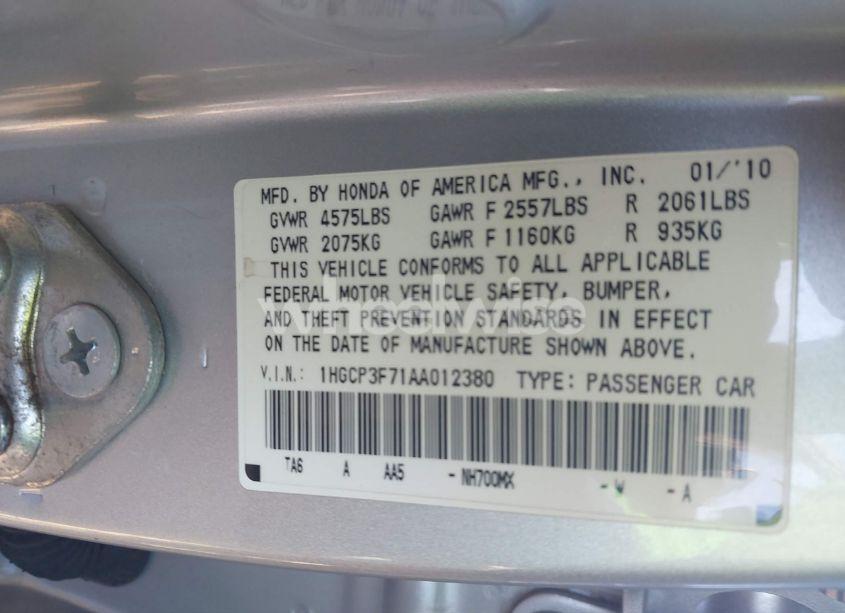 MFD. BY HONDA OF AMERICA MFG., INC. 01/'10
GVWR 4575LBS GAWR F 2557LBS R 2061LBS
GVWR 2075KG GAWR F 1160KG R 935KG
THIS VEHICLE CONFORMS TO ALL APPLICABLE
FEDERAL MOTOR VEHICLE SAFETY, BUMPER,
AND THEFT PREVENTION STANDARDS IN EFFECT
ON THE DATE OF MANUFACTURE SHOWN ABOVE.
V.I.N.: 1HGCP3F71AA012380 TYPE: PASSENGER CAR
TA6 A AA5 - NH700MX - W - A
wheelwire